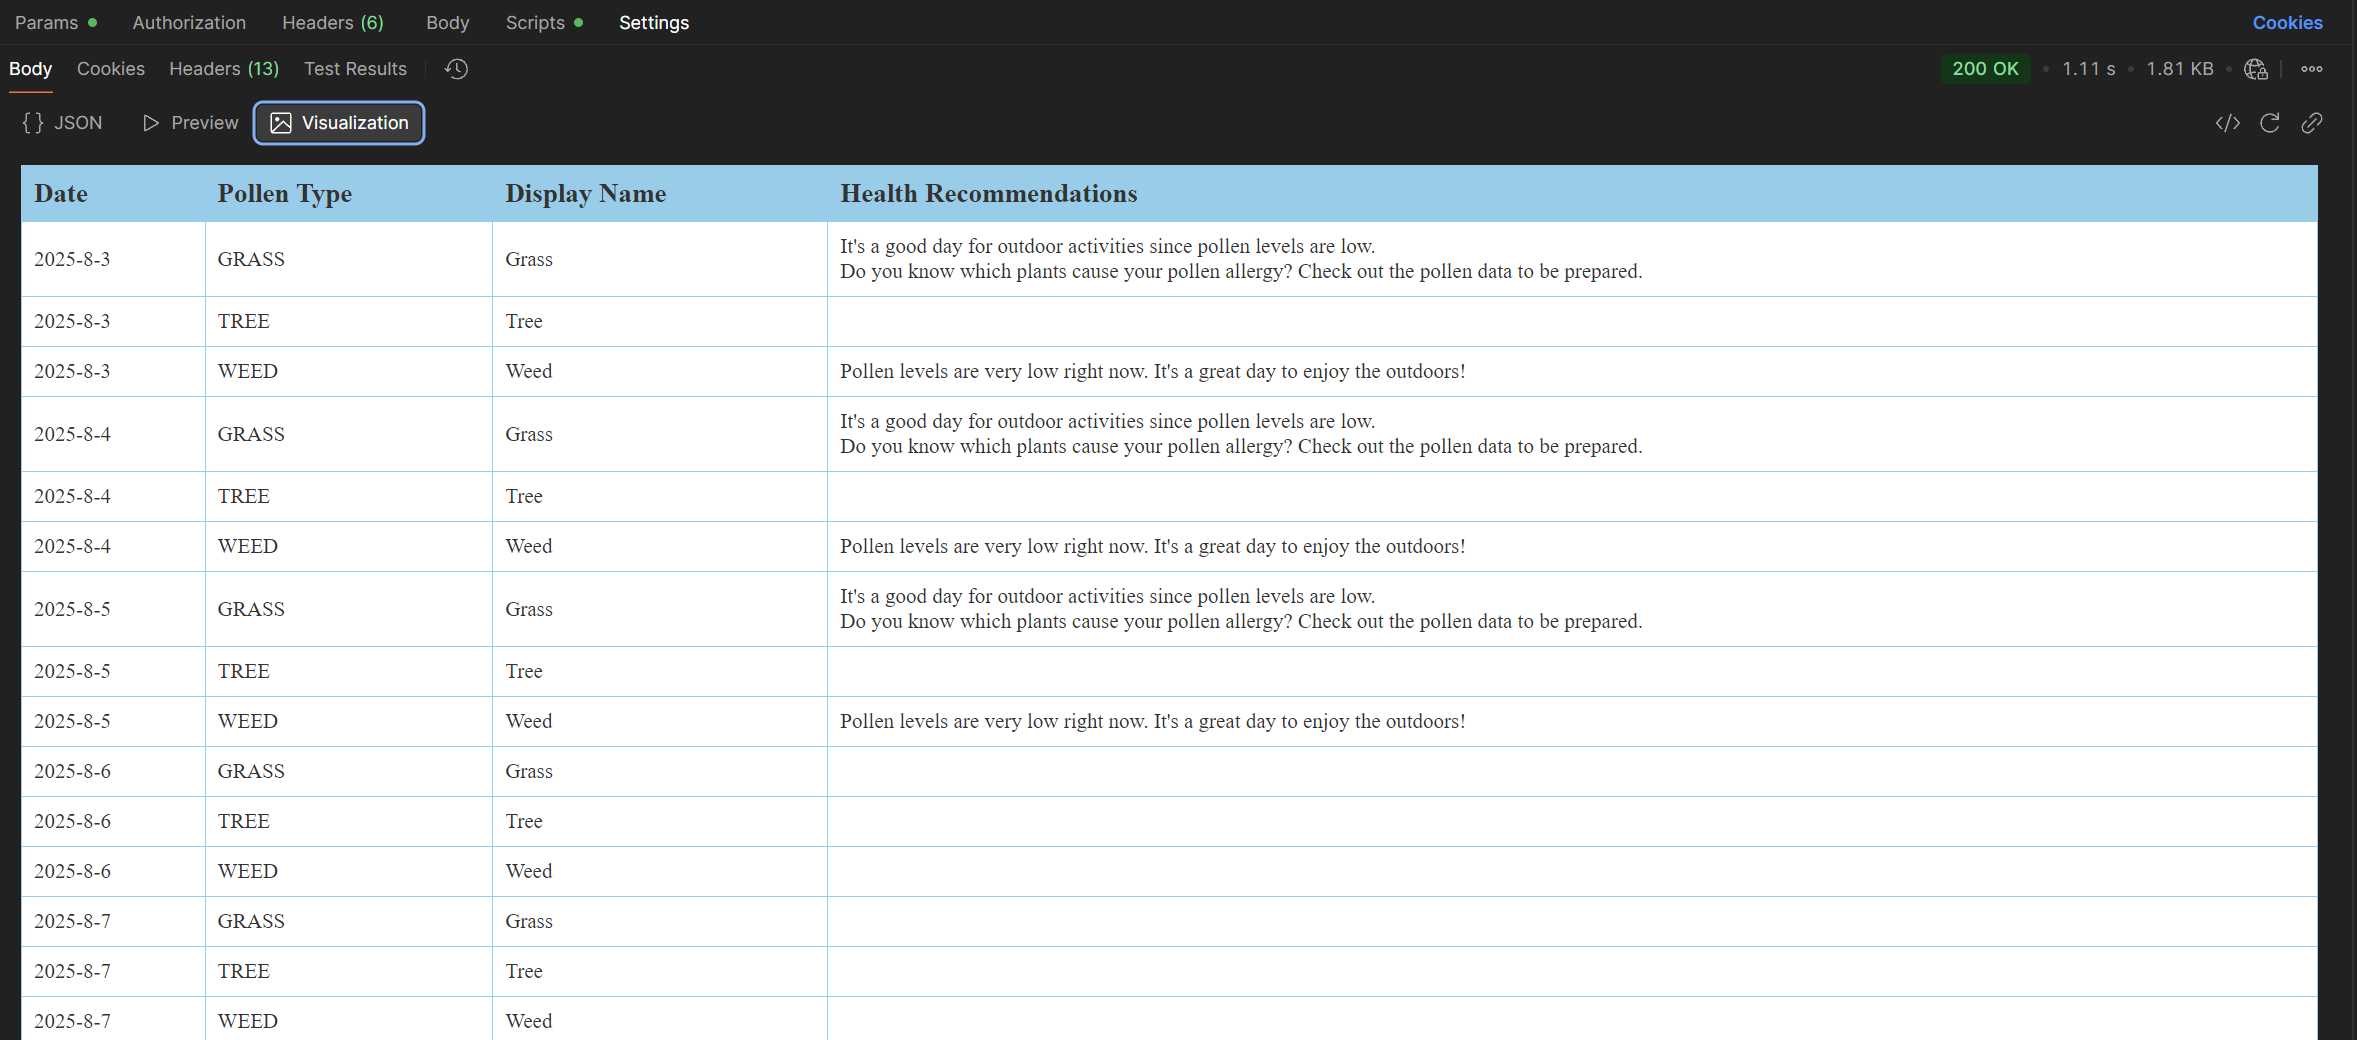 Params Authorization Headers (6) Body Scripts Settings Cookies
Body Cookies Headers (13) Test Results 200 OK 1.11 s 1.81 KB
{} JSON Preview Visualization </>
Date Pollen Type Display Name Health Recommendations
2025-8-3 GRASS Grass It's a good day for outdoor activities since pollen levels are low.
Do you know which plants cause your pollen allergy? Check out the pollen data to be prepared.
2025-8-3 TREE Tree
2025-8-3 WEED Weed Pollen levels are very low right now. It's a great day to enjoy the outdoors!
2025-8-4 GRASS Grass It's a good day for outdoor activities since pollen levels are low.
Do you know which plants cause your pollen allergy? Check out the pollen data to be prepared.
2025-8-4 TREE Tree
2025-8-4 WEED Weed Pollen levels are very low right now. It's a great day to enjoy the outdoors!
2025-8-5 GRASS Grass It's a good day for outdoor activities since pollen levels are low.
Do you know which plants cause your pollen allergy? Check out the pollen data to be prepared.
2025-8-5 TREE Tree
2025-8-5 WEED Weed Pollen levels are very low right now. It's a great day to enjoy the outdoors!
2025-8-6 GRASS Grass
2025-8-6 TREE Tree
2025-8-6 WEED Weed
2025-8-7 GRASS Grass
2025-8-7 TREE Tree
2025-8-7 WEED Weed